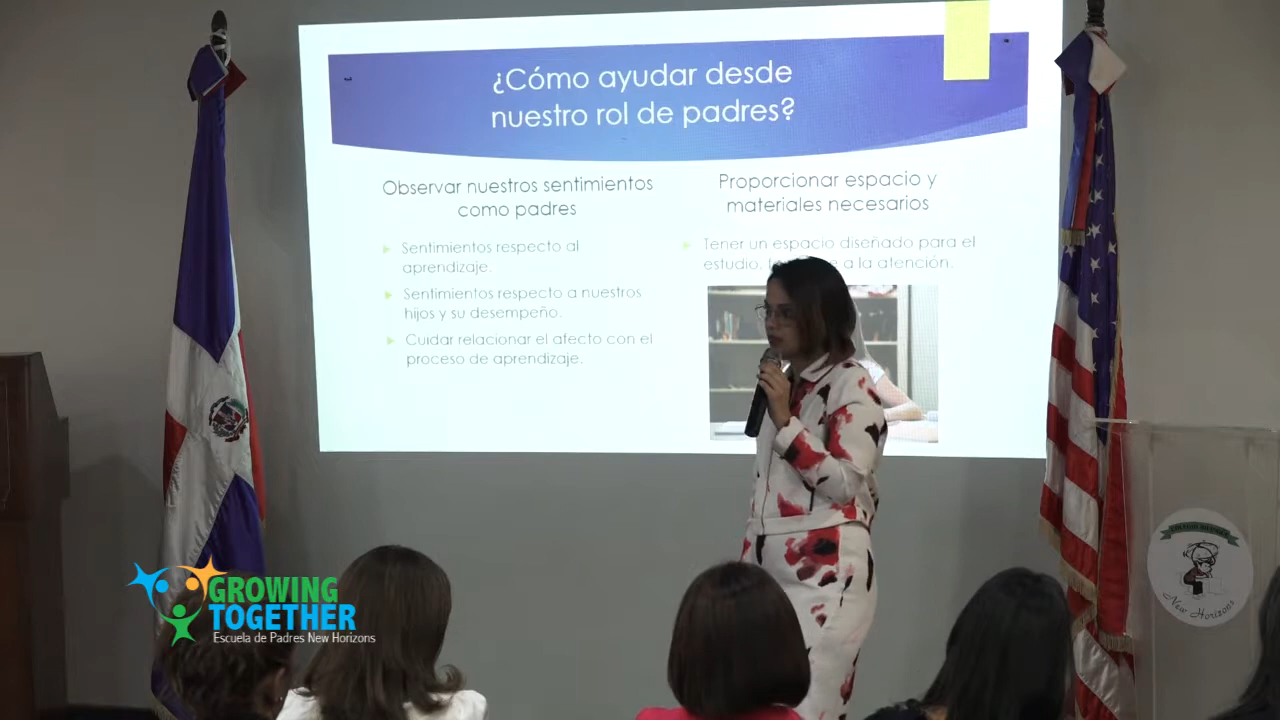 ¿Cómo ayudar desde
nuestro rol de padres?
Observar nuestros sentimientos
como padres
Sentimientos respecto al
aprendizaje.
Sentimientos respecto a nuestros
hijos y su desempeño.
Cuidar relacionar el afecto con el
proceso de aprendizaje.
Proporcionar espacio y
materiales necesarios
Tener un espacio diseñado para el
estudio, a la atención.
GROWING
TOGETHER
Escuela de Padres New Horizons
New Horizons